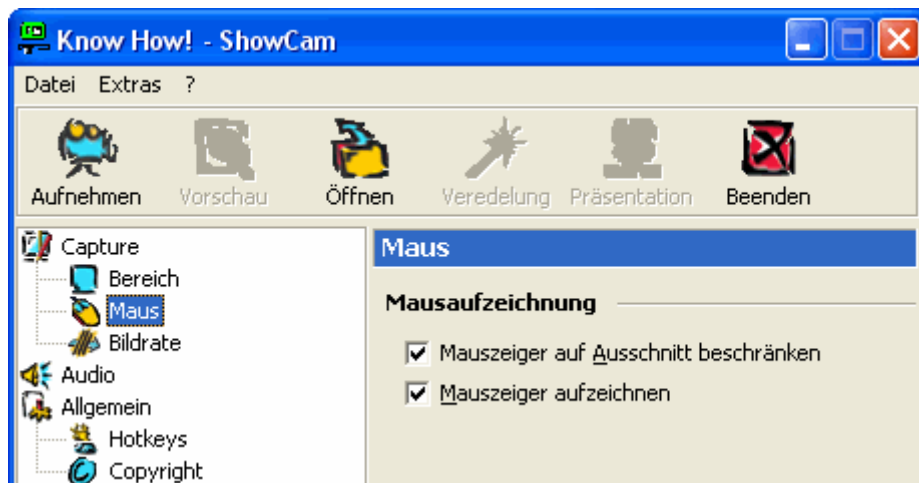 Know How! - ShowCam
Datei Extras ?
Aufnehmen Vorschau Öffnen Veredelung Präsentation Beenden
Capture
Bereich
Maus
Bildrate
Audio
Allgemein
Hotkeys
Copyright
Maus
Mausaufzeichnung
Mauszeiger auf Ausschnitt beschränken
Mauszeiger aufzeichnen